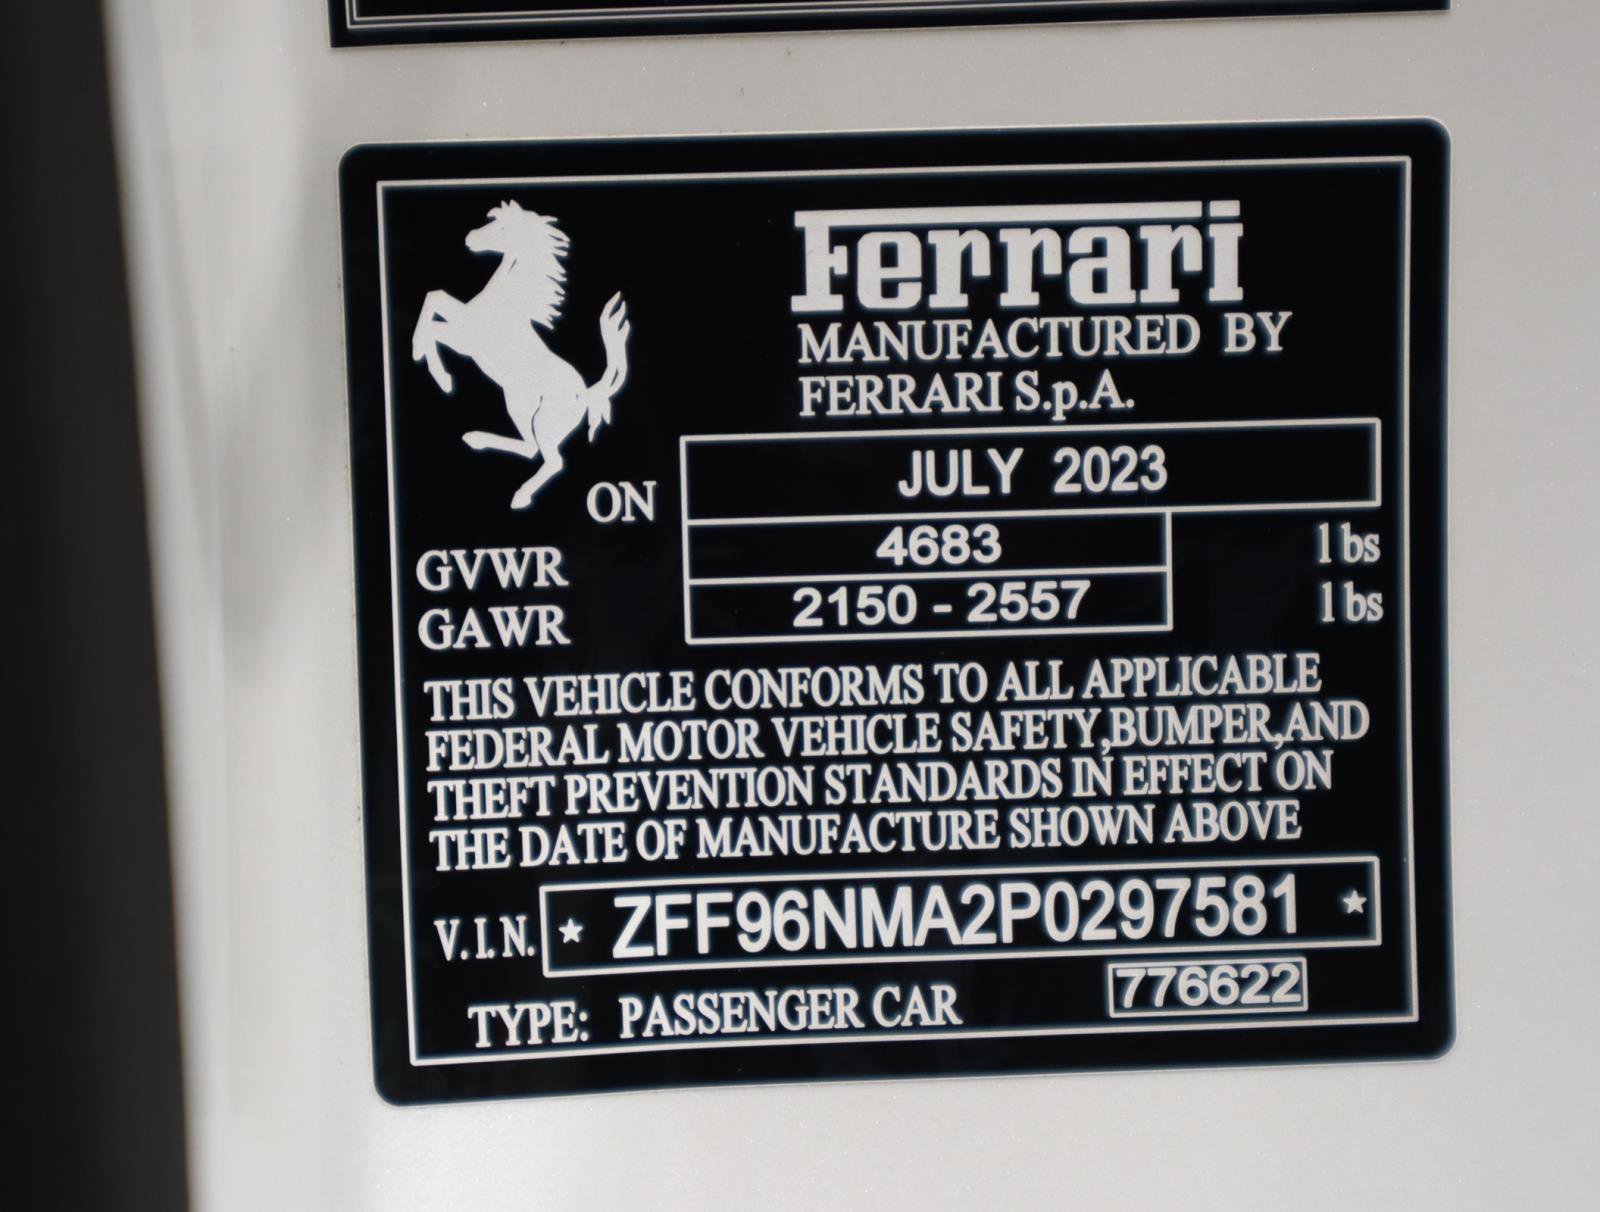 Ferrari
MANUFACTURED BY
FERRARI S.p.A.
ON JULY 2023
GVWR 4683 lbs
GAWR 2150 - 2557 lbs
THIS VEHICLE CONFORMS TO ALL APPLICABLE
FEDERAL MOTOR VEHICLE SAFETY,BUMPER,AND
THEFT PREVENTION STANDARDS IN EFFECT ON
THE DATE OF MANUFACTURE SHOWN ABOVE
V.I.N. ★ ZFF96NMA2P0297581 ★
TYPE: PASSENGER CAR 776622